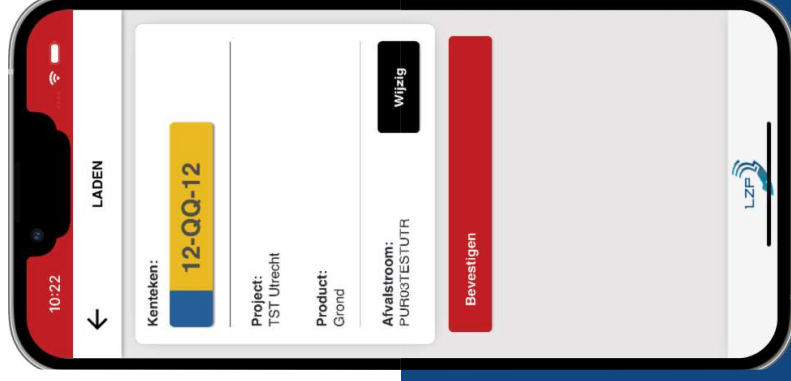 10:22
LADEN
Kenteken:
12-QQ-12
Project:
TST Utrecht
Product:
Grond
Afvalstroom:
PUR03TESTUTR
Wijzig
Bevestigen
LZP